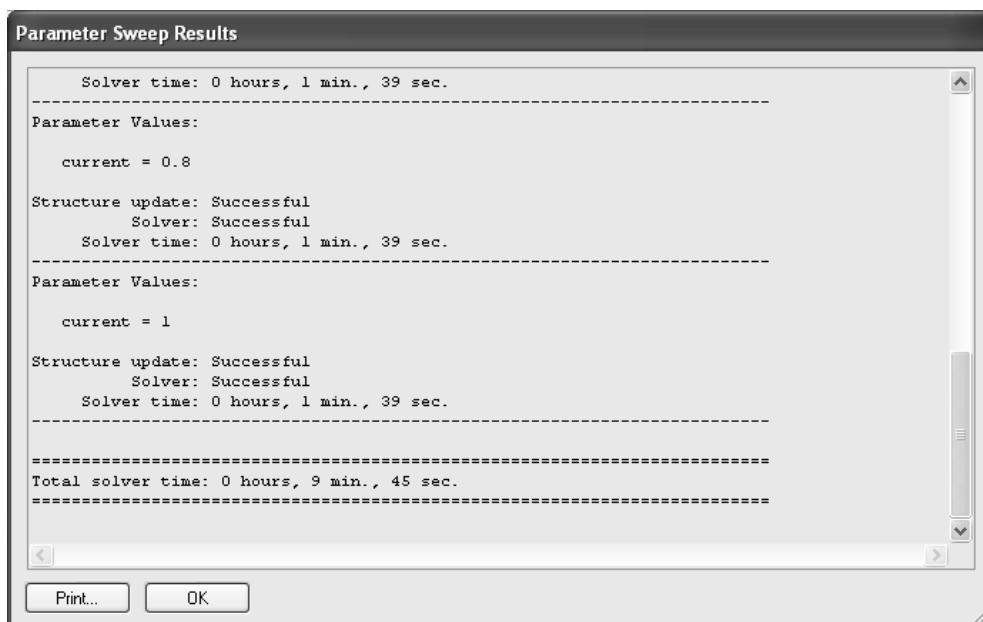 Parameter Sweep Results
Solver time: 0 hours, 1 min., 39 sec.
--------------------------------------------------------------------------
Parameter Values:
current = 0.8
Structure update: Successful
Solver: Successful
Solver time: 0 hours, 1 min., 39 sec.
--------------------------------------------------------------------------
Parameter Values:
current = 1
Structure update: Successful
Solver: Successful
Solver time: 0 hours, 1 min., 39 sec.
--------------------------------------------------------------------------
==========================================================================
Total solver time: 0 hours, 9 min., 45 sec.
==========================================================================
Print... OK